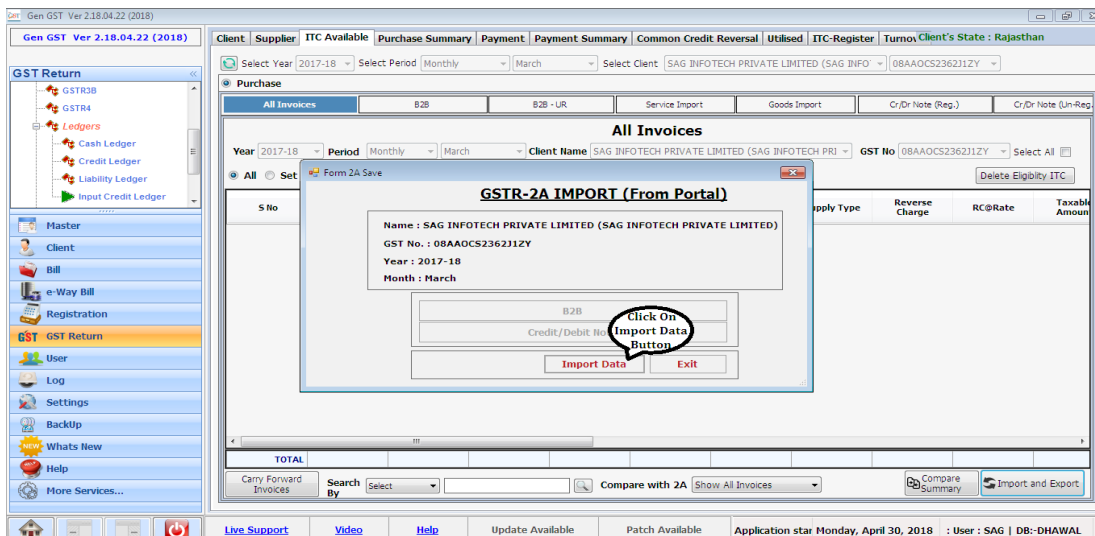 Gen GST Ver 2.18.04.22 (2018)
Gen GST Ver 2.18.04.22 (2018)
Client Supplier ITC Available Purchase Summary Payment Payment Summary Common Credit Reversal Utilised ITC-Register Client's State : Rajasthan
Select Year 2017-18 Select Period Monthly March Select Client SAG INFOTECH PRIVATE LIMITED (SAG INFO 08AAOCS2362J1ZY
GST Return
Purchase
GSTR3B
GSTR4
Ledgers
Cash Ledger
Credit Ledger
Liability Ledger
Input Credit Ledger
All Invoices B2B B2B - UR Service Import Goods Import Cr/Dr Note (Reg.) Cr/Dr Note (Un-Reg.
All Invoices
Year 2017-18 Period Monthly March Client Name SAG INFOTECH PRIVATE LIMITED (SAG INFOTECH PRI GST No 08AAOCS2362J1ZY Select All
All Set Delete Eligiblity ITC
S No Reverse Charge RC@Rate Taxable
Form 2A Save
GSTR-2A IMPORT (From Portal)
Name : SAG INFOTECH PRIVATE LIMITED (SAG INFOTECH PRIVATE LIMITED)
GST No. : 08AAOCS2362J1ZY
Year : 2017-18
Month : March
B2B
Credit/Debit
Click On
Import Data
Button
Import Data Exit
Master
Client
Bill
e-Way Bill
Registration
GST GST Return
User
Log
Settings
BackUp
NEW Whats New
Help
More Services...
TOTAL
Carry Forward Invoices Search By Select Compare with 2A Show All Invoices Compare Summary Import and Export
Live Support Video Help Update Available Patch Available Application star Monday, April 30, 2018 : User : SAG | DB:-DHAWAL